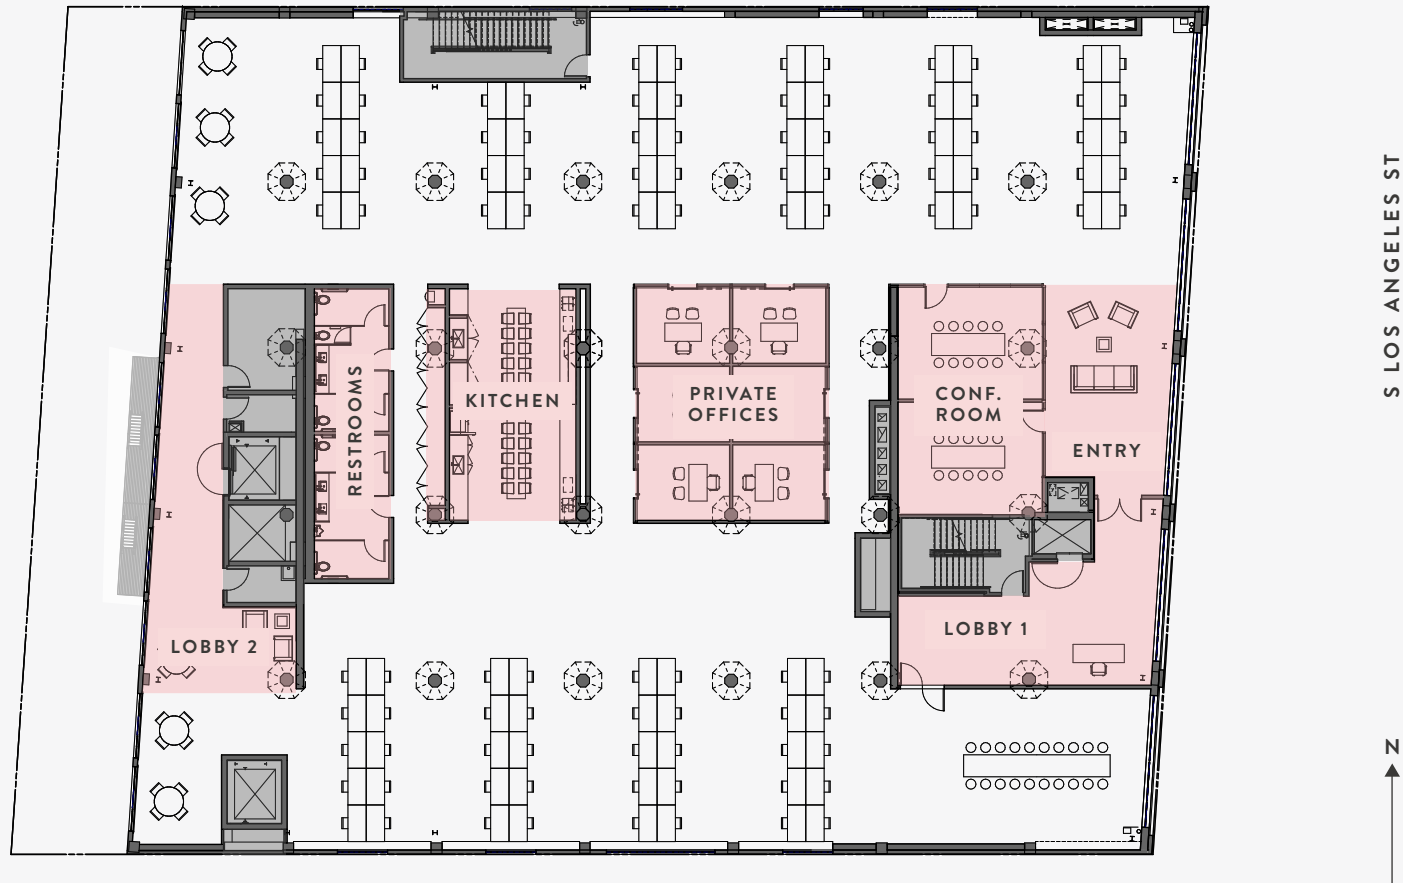 RESTROOMS
KITCHEN
PRIVATE
OFFICES
CONF.
ROOM
ENTRY
LOBBY 2
LOBBY 1
S LOS ANGELES ST
N